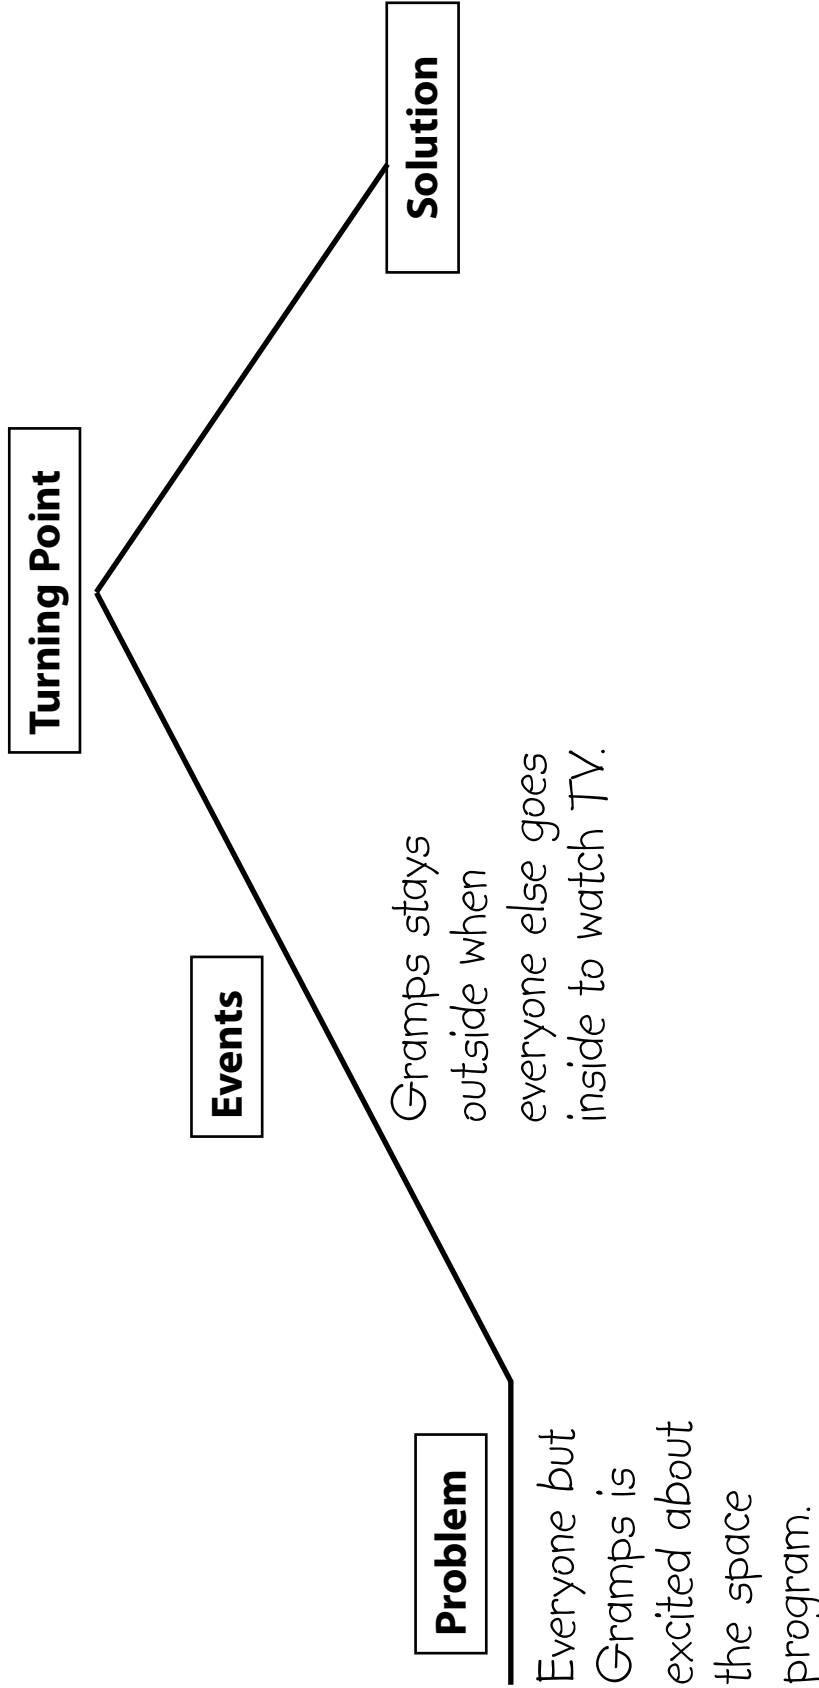 Turning Point
Events
Solution
Problem
Gramps stays
outside when
everyone else goes
inside to watch TV.
Everyone but
Gramps is
excited about
the space
program.